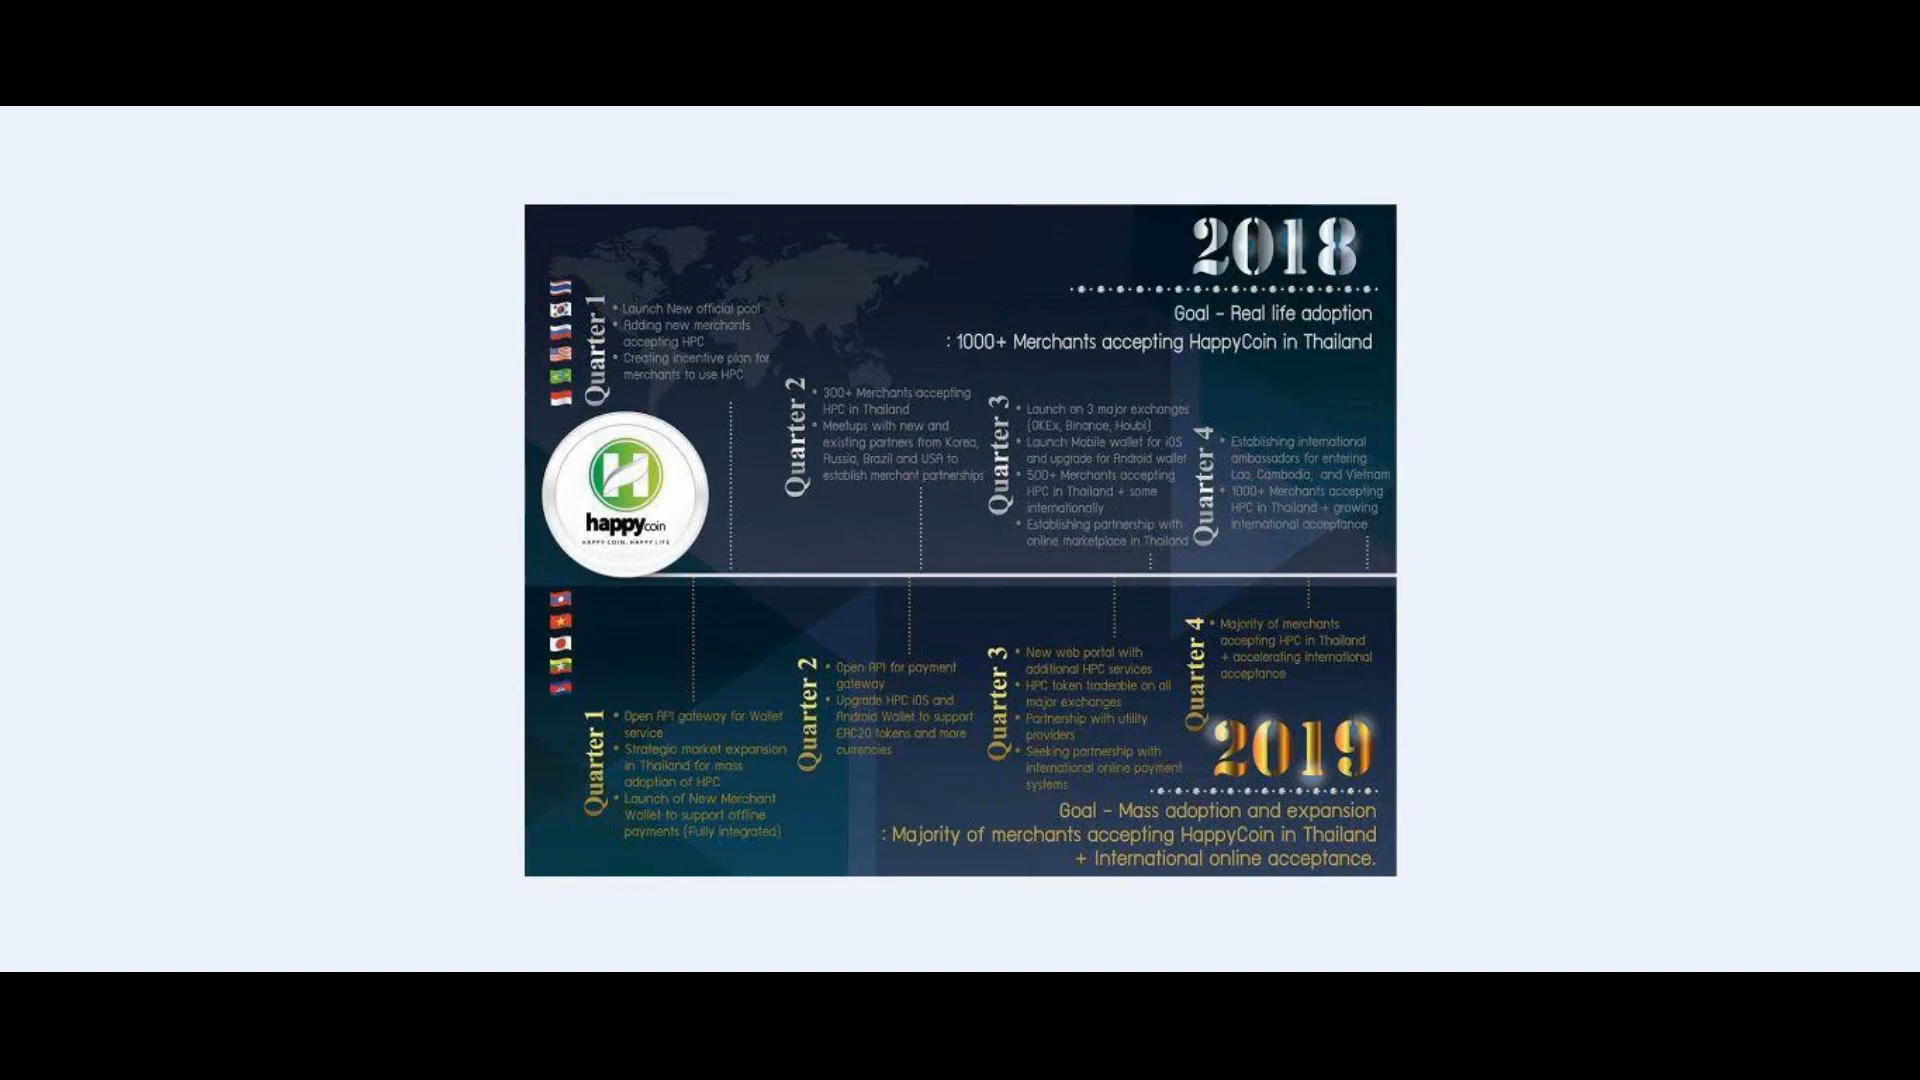 2018
Goal - Real life adoption
: 1000+ Merchants accepting HappyCoin in Thailand
Quarter 1
• Launch New official pool
• Adding new merchants
accepting HPC
• Creating incentive plan for
merchants to use HPC
Quarter 2
• 300+ Merchants accepting
HPC in Thailand
• Meetups with new and
existing partners from Korea,
Russia, Brazil and USA to
establish merchant partnerships
Quarter 3
• Launch on 3 major exchanges
(OKEx, Binance, Houbi)
• Launch Mobile wallet for iOS
and upgrade for Android wallet
• 500+ Merchants accepting
HPC in Thailand + some
internationally
• Establishing partnership with
online marketplace in Thailand
Quarter 4
• Establishing international
ambassadors for entering
Lao, Cambodia, and Vietnam
• 1000+ Merchants accepting
HPC in Thailand + growing
international acceptance
H
happy coin
HAPPY COIN, HAPPY LIFE
Quarter 1
• Open API gateway for Wallet
service
• Strategic market expansion
in Thailand for mass
adoption of HPC
• Launch of New Merchant
Wallet to support offline
payments (Fully integrated)
Quarter 2
• Open API for payment
gateway
• Upgrade HPC iOS and
Android Wallet to support
ERC20 tokens and more
currencies
Quarter 3
• New web portal with
additional HPC services
• HPC token tradeable on all
major exchanges
• Partnership with utility
providers
• Seeking partnership with
international online payment
systems
Quarter 4
• Majority of merchants
accepting HPC in Thailand
+ accelerating international
acceptance
2019
Goal - Mass adoption and expansion
: Majority of merchants accepting HappyCoin in Thailand
+ International online acceptance.